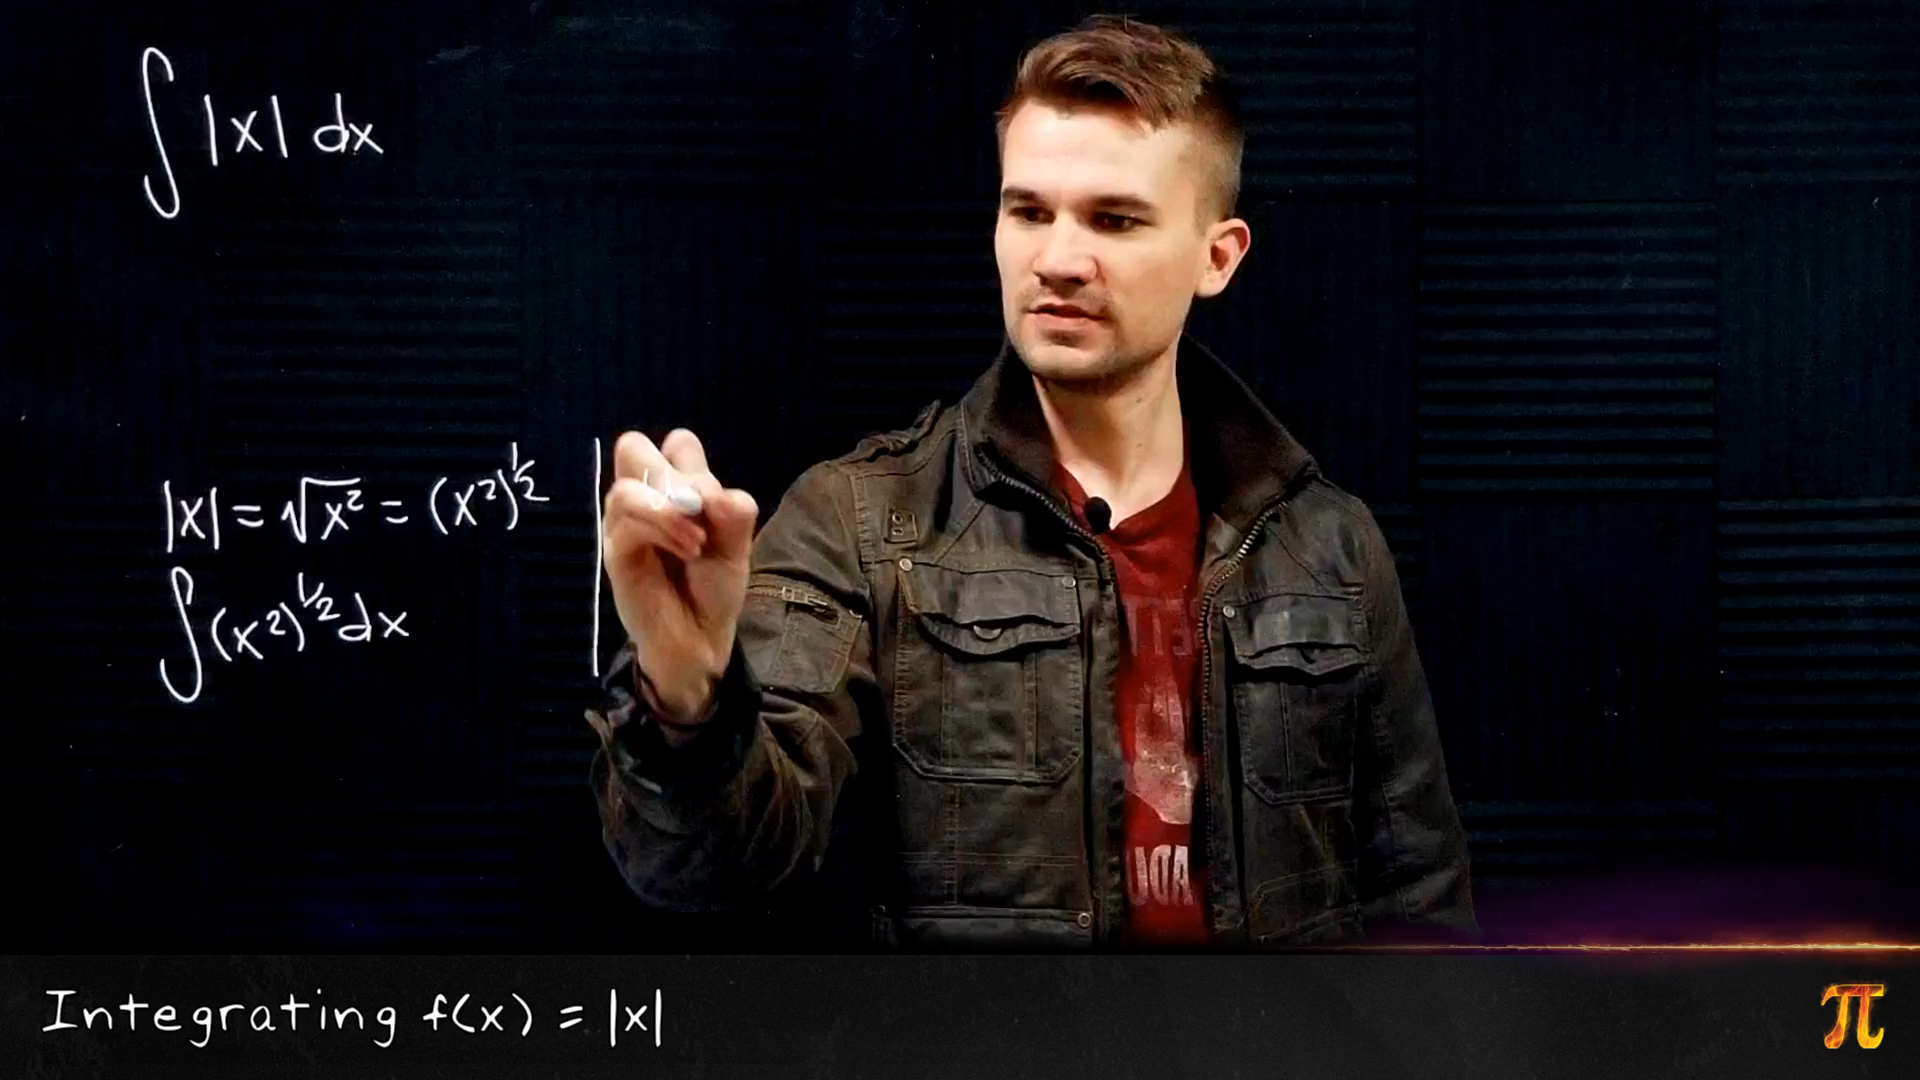 ∫ |x| dx
|x| = √x² = (x²)^½
∫ (x²)^½ dx
Integrating f(x) = |x|
π